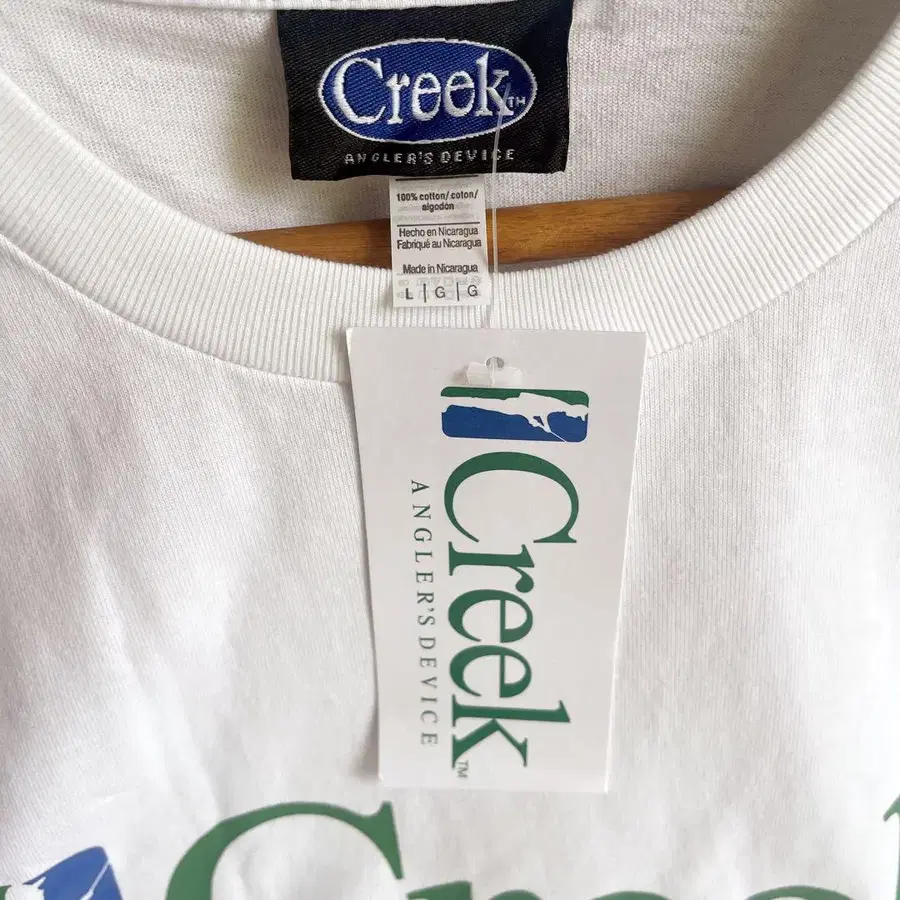 Creek™
ANGLER'S DEVICE
100% cotton/coton/
algodon
Hecho en Nicaragua
Fabriqué au Nicaragua
Made in Nicaragua
L | G | G
Creek™
ANGLER'S DEVICE
Creek